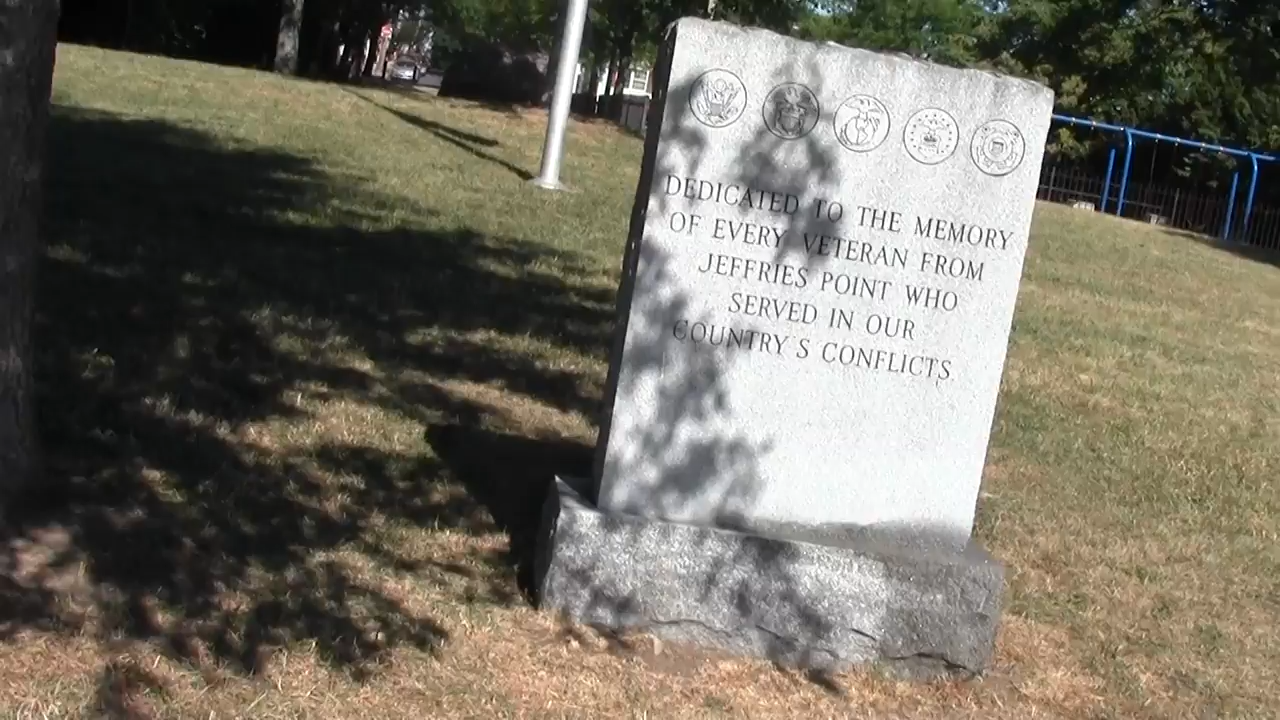 DEDICATED TO THE MEMORY
OF EVERY VETERAN FROM
JEFFRIES POINT WHO
SERVED IN OUR
COUNTRY'S CONFLICTS